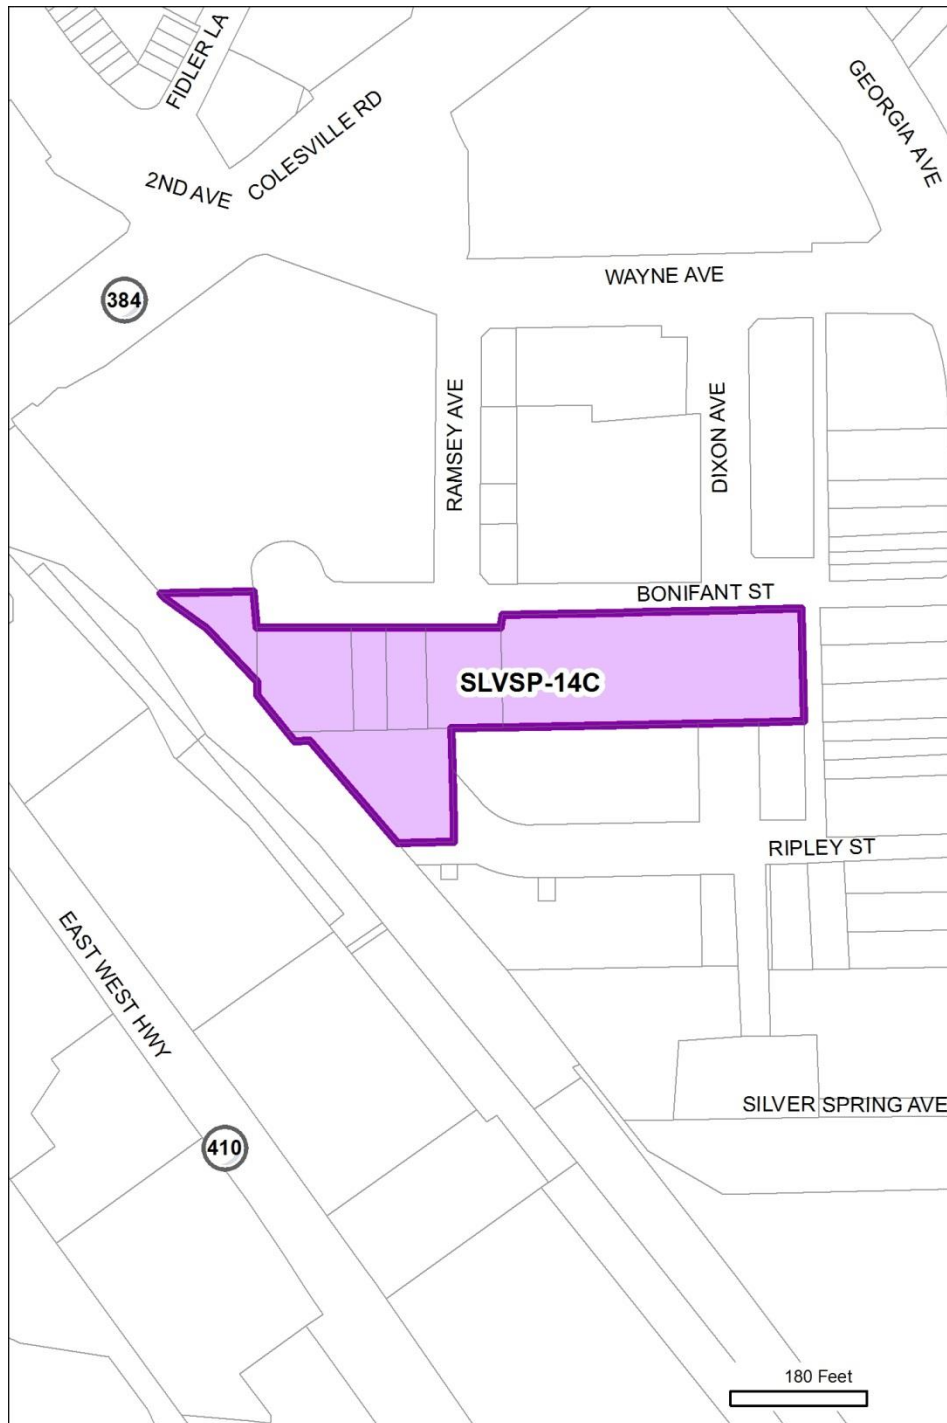 FIDLER LA
GEORGIA AVE
COLESVILLE RD
2ND AVE
WAYNE AVE
384
RAMSEY AVE
DIXON AVE
BONIFANT ST
SLVSP-14C
RIPLEY ST
EAST WEST HWY
SILVER SPRING AVE
410
180 Feet